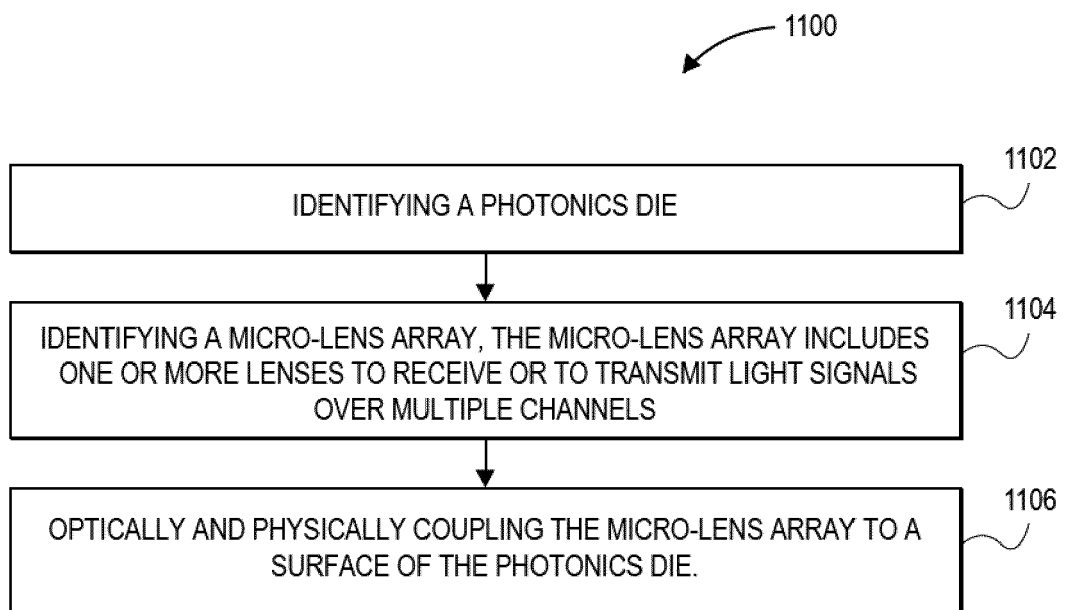 1100
1102
IDENTIFYING A PHOTONICS DIE
1104
IDENTIFYING A MICRO-LENS ARRAY, THE MICRO-LENS ARRAY INCLUDES
ONE OR MORE LENSES TO RECEIVE OR TO TRANSMIT LIGHT SIGNALS
OVER MULTIPLE CHANNELS
1106
OPTICALLY AND PHYSICALLY COUPLING THE MICRO-LENS ARRAY TO A
SURFACE OF THE PHOTONICS DIE.